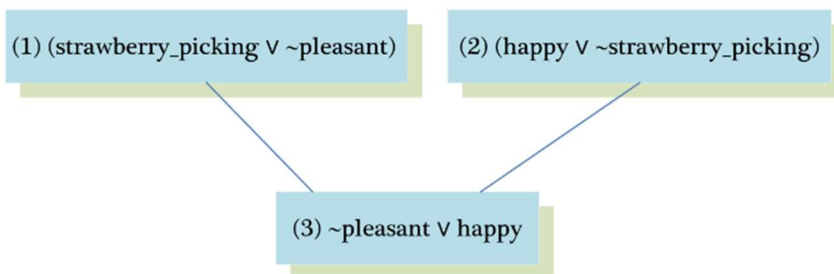 (1) (strawberry_picking ∨ ~pleasant)
(2) (happy ∨ ~strawberry_picking)
(3) ~pleasant ∨ happy